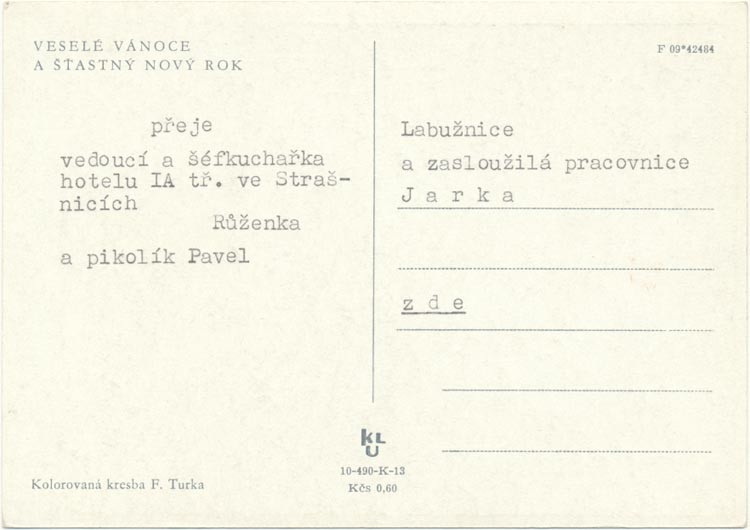 VESELÉ VÁNOCE
A ŠŤASTNÝ NOVÝ ROK
F 09*42484
přeje
vedoucí a šéfkuchařka
hotelu IA tř. ve Straš-
nicích
Růženka
a pikolík Pavel
Labužnice
a zasloužilá pracovnice
J a r k a
z d e
KLU
10-490-K-13
Kčs 0,60
Kolorovaná kresba F. Turka